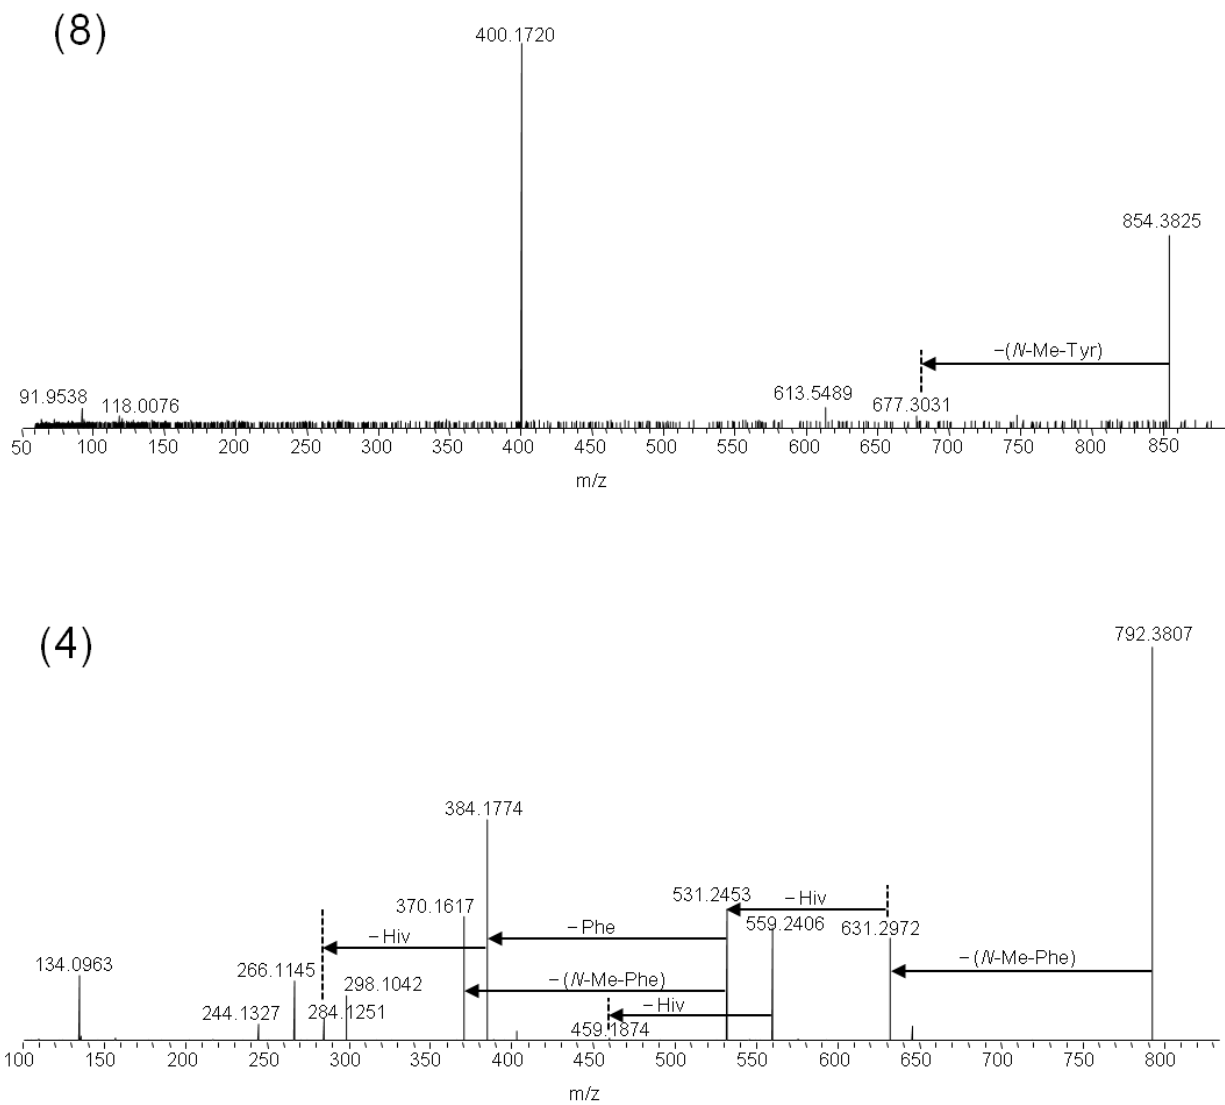 (8)
400.1720
854.3825
−(N-Me-Tyr)
91.9538
118.0076
613.5489
677.3031
50 100 150 200 250 300 350 400 450 500 550 600 650 700 750 800 850
m/z
(4)
792.3807
384.1774
531.2453
−Hiv
370.1617
559.2406
631.2972
−Hiv
−Phe
134.0963
266.1145
298.1042
−(N-Me-Phe)
−(N-Me-Phe)
244.1327
284.1251
−Hiv
459.1874
100 150 200 250 300 350 400 450 500 550 600 650 700 750 800
m/z